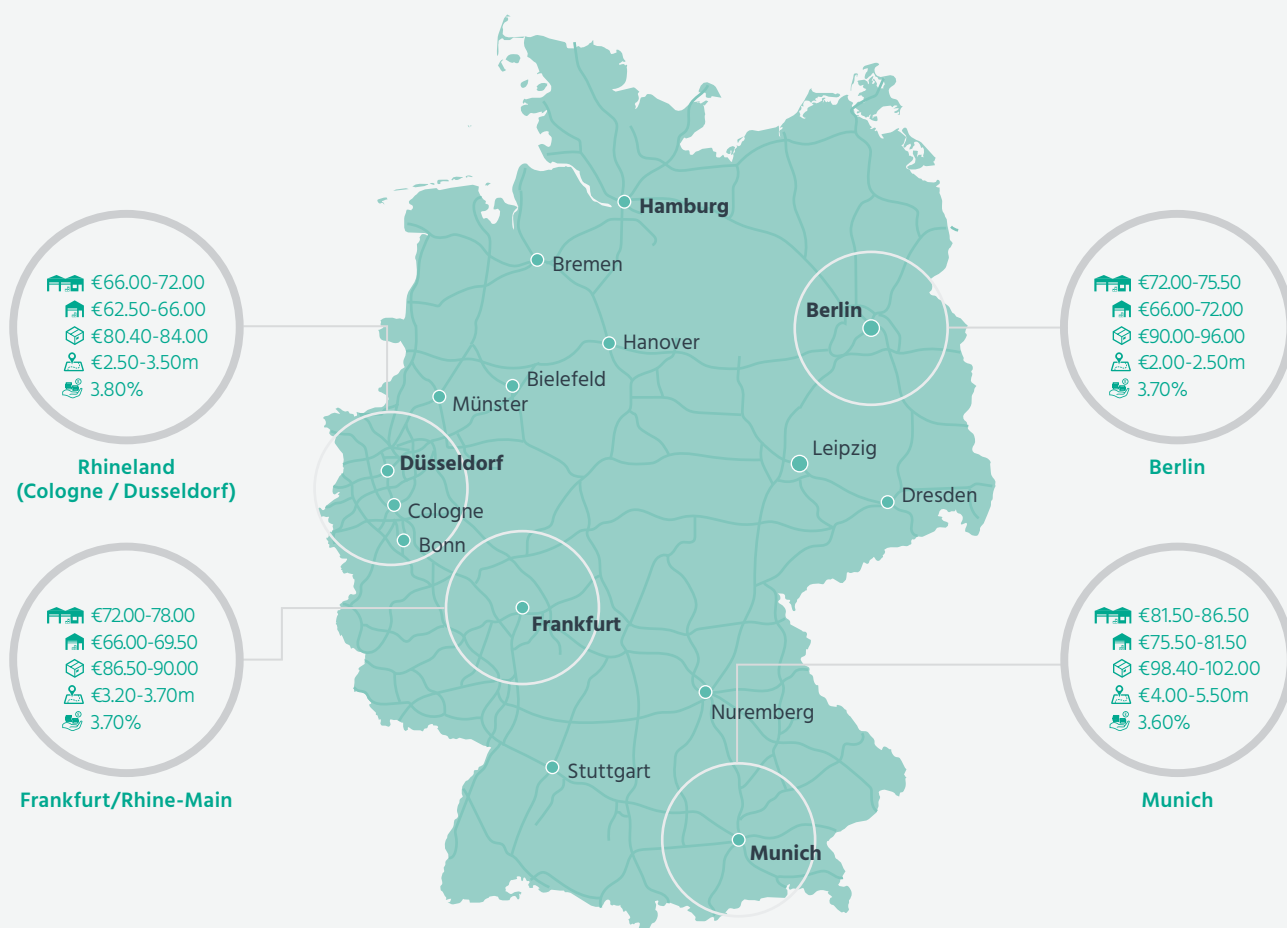 Hamburg
Bremen
Berlin
Hanover
Bielefeld
Münster
Düsseldorf
Leipzig
Cologne
Dresden
Bonn
Frankfurt
Nuremberg
Stuttgart
Munich
€66.00-72.00
€62.50-66.00
€80.40-84.00
€2.50-3.50m
3.80%
Rhineland
(Cologne / Dusseldorf)
€72.00-78.00
€66.00-69.50
€86.50-90.00
€3.20-3.70m
3.70%
Frankfurt/Rhine-Main
€72.00-75.50
€66.00-72.00
€90.00-96.00
€2.00-2.50m
3.70%
Berlin
€81.50-86.50
€75.50-81.50
€98.40-102.00
€4.00-5.50m
3.60%
Munich